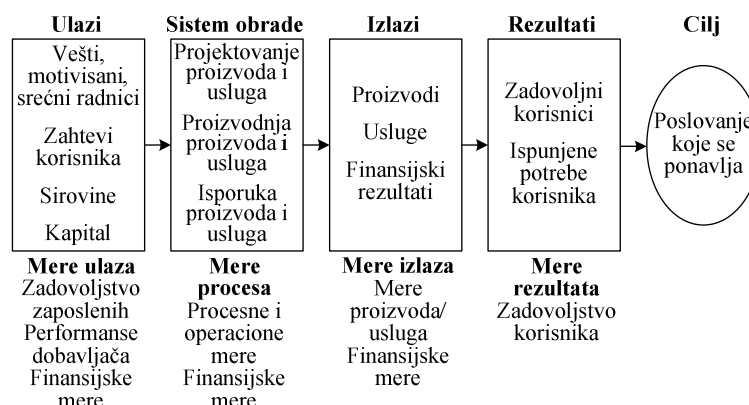 Ulazi
Vešti,
motivisani,
srećni radnici
Zahtevi
korisnika
Sirovine
Kapital
Mere ulaza
Zadovoljstvo
zaposlenih
Performanse
dobavljača
Finansijske
mere
Sistem obrade
Projektovanje
proizvoda i
usluga
Proizvodnja
proizvoda i
usluga
Isporuka
proizvoda i
usluga
Mere
procesa
Procesne i
operacione
mere
Finansijske
mere
Izlazi
Proizvodi
Usluge
Finansijski
rezultati
Mere izlaza
Mere
proizvoda/
usluga
Finansijske
mere
Rezultati
Zadovoljni
korisnici
Ispunjene
potrebe
korisnika
Mere
rezultata
Zadovoljstvo
korisnika
Cilj
Poslovanje
koje se
ponavlja